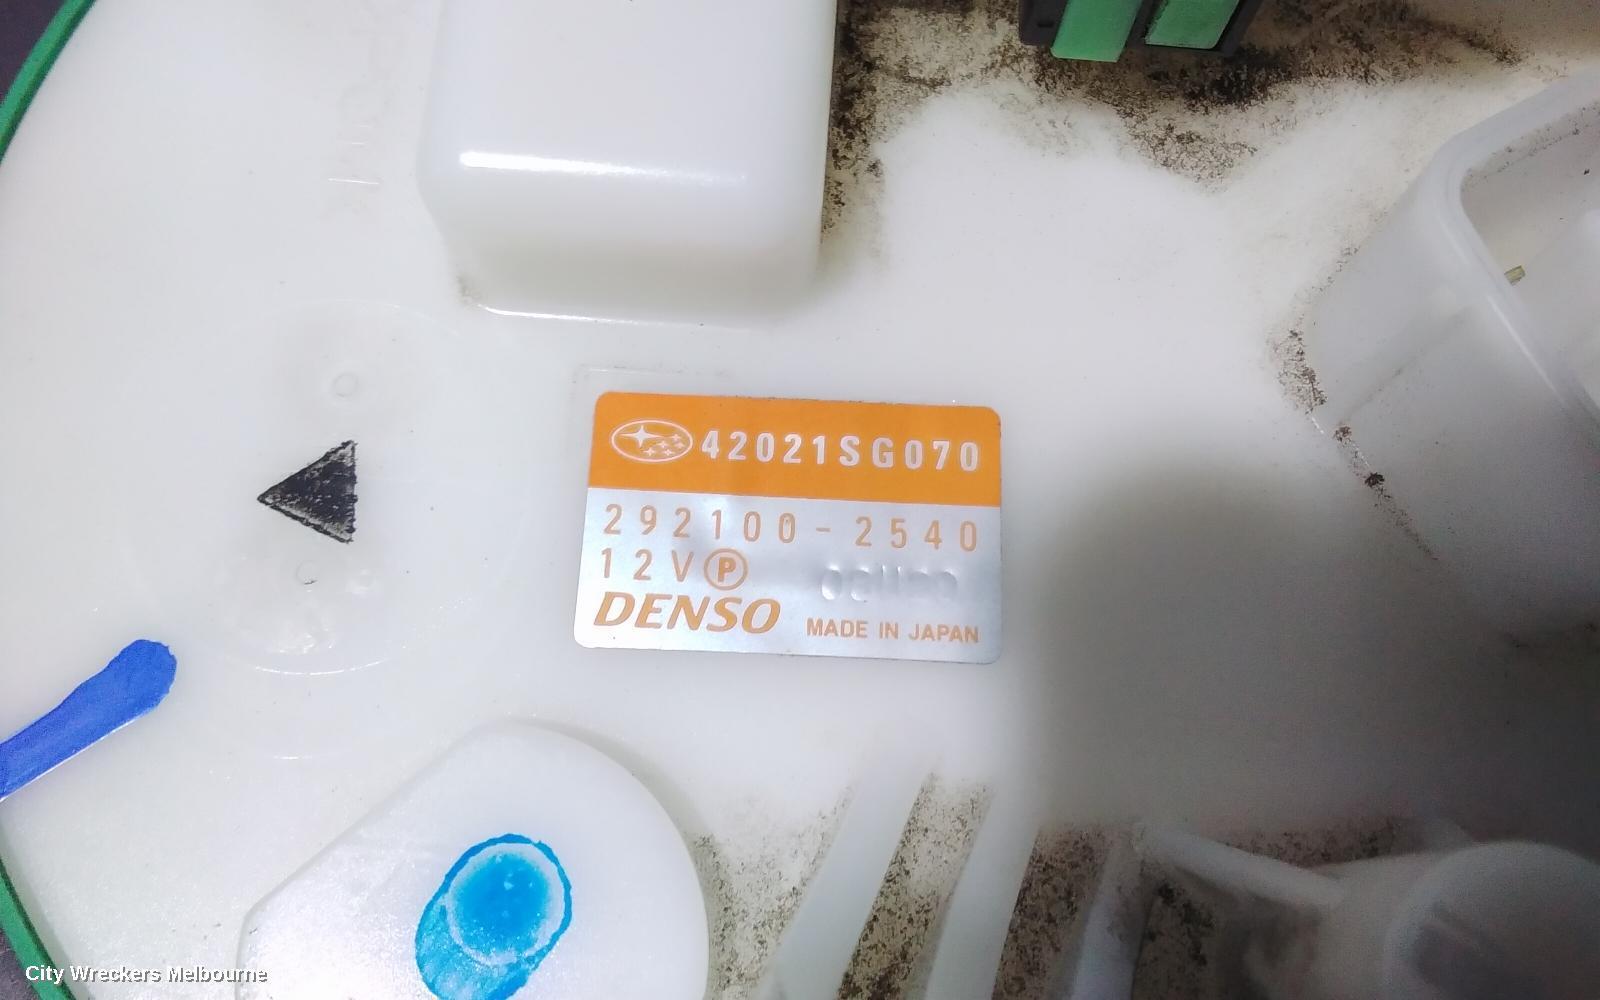 42021SG070
292100-2540
12V Ⓟ
DENSO MADE IN JAPAN
City Wreckers Melbourne